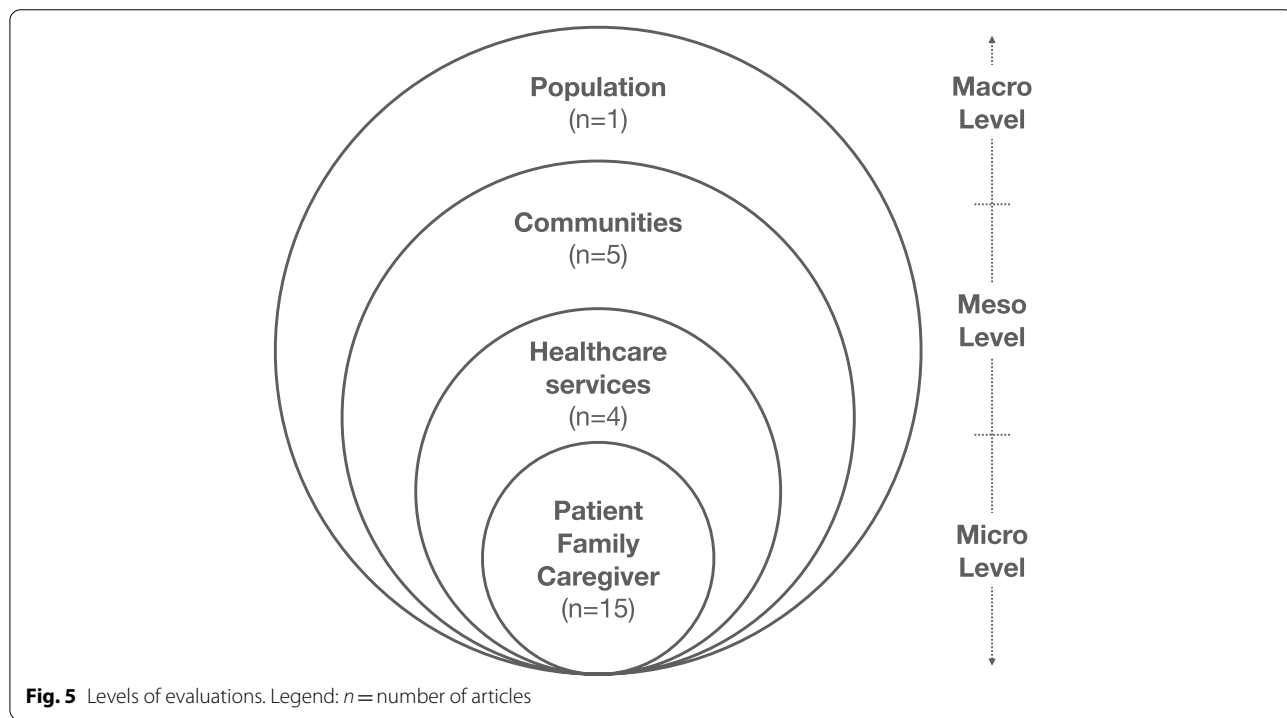 Population
(n=1)
Communities
(n=5)
Healthcare
services
(n=4)
Patient
Family
Caregiver
(n=15)
Macro
Level
Meso
Level
Micro
Level
Fig. 5 Levels of evaluations. Legend: n = number of articles